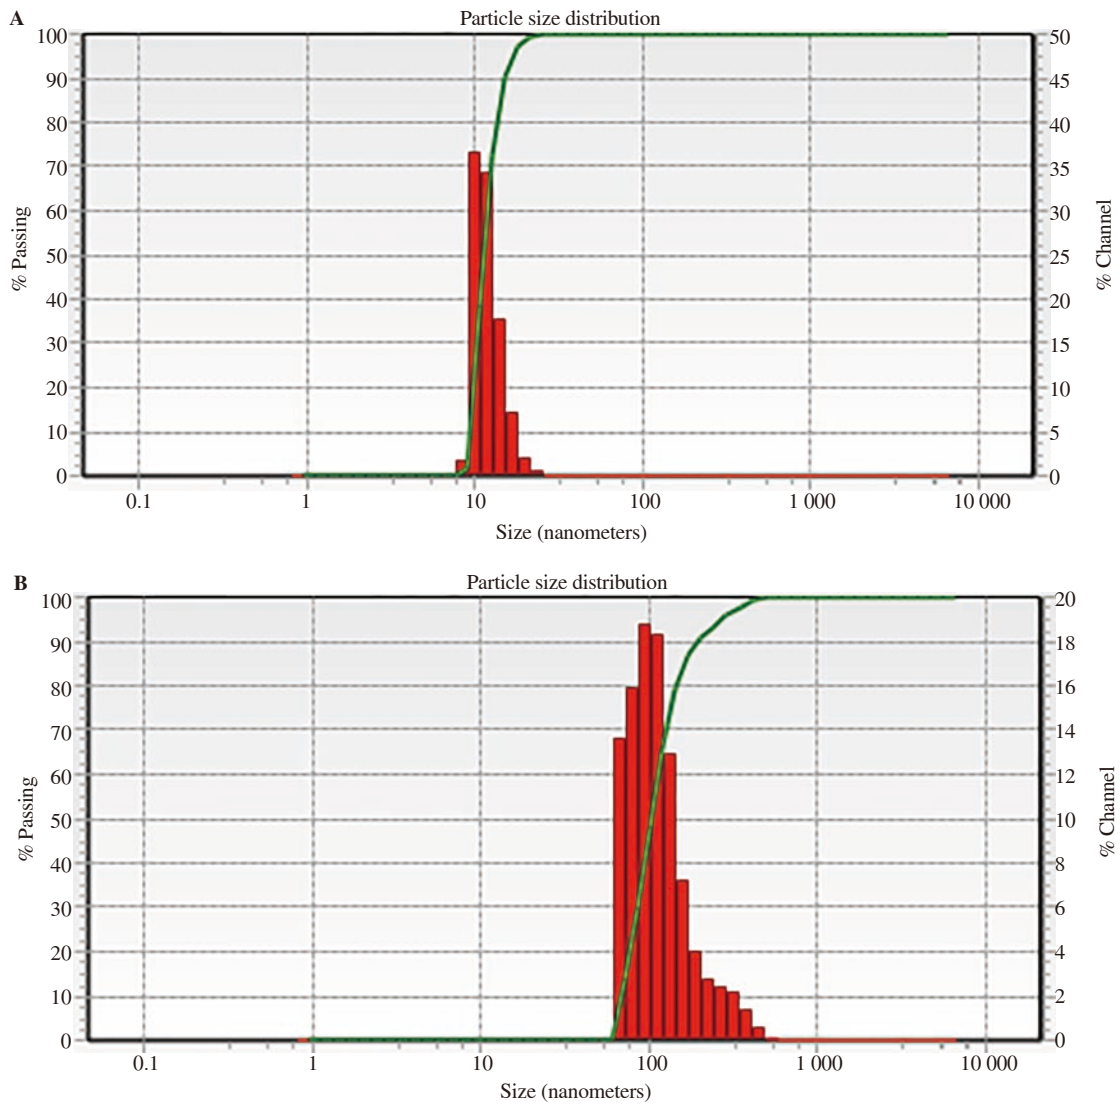 A
Particle size distribution
100 50
90 45
80 40
70 35
60 30
50 25
40 20
30 15
20 10
10 5
0 0
% Passing
% Channel
0.1 1 10 100 1 000 10 000
Size (nanometers)
B
Particle size distribution
100 20
90 18
80 16
70 14
60 12
50 10
40 8
30 6
20 4
10 2
0 0
% Passing
% Channel
0.1 1 10 100 1 000 10 000
Size (nanometers)